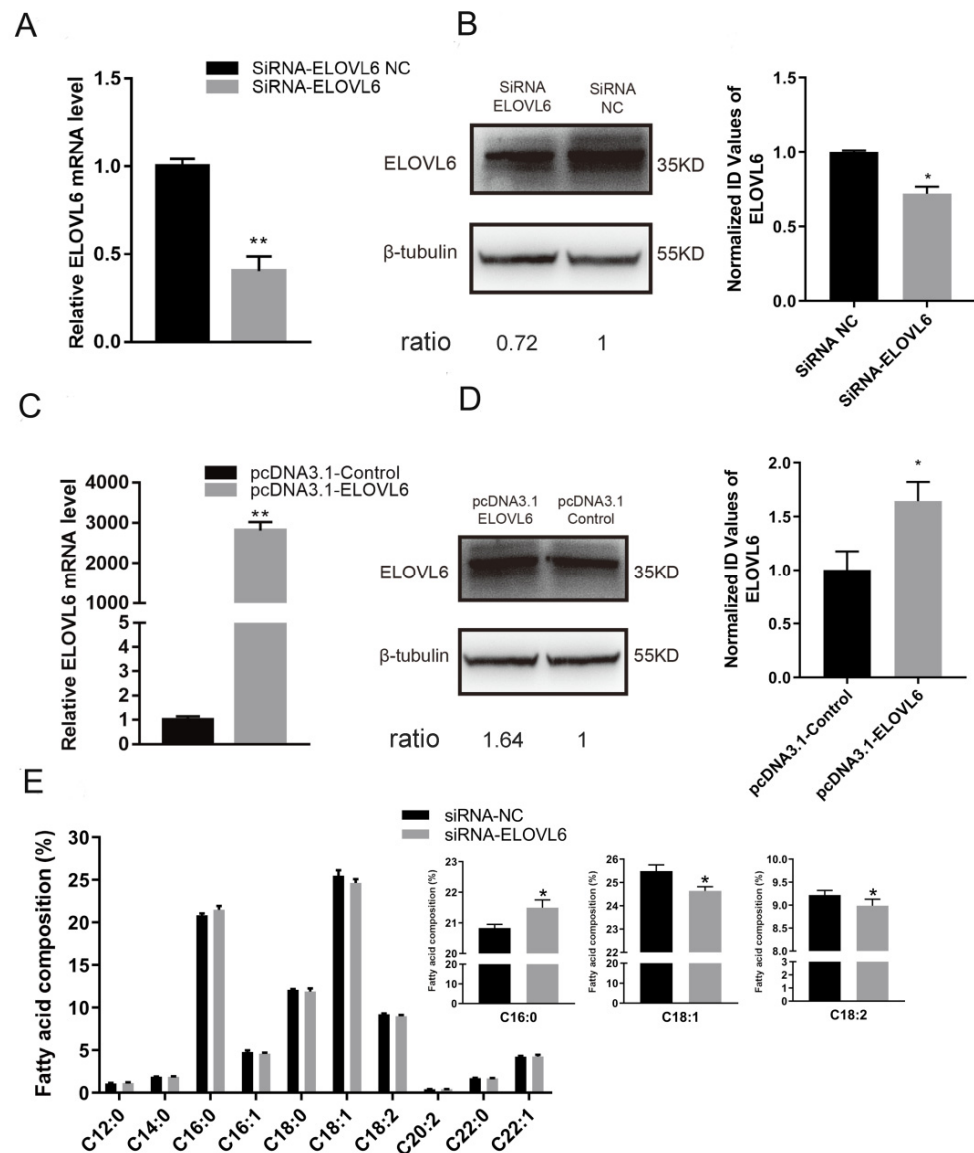 A
SiRNA-ELOVL6 NC
SiRNA-ELOVL6
Relative ELOVL6 mRNA level
1.5
1.0
0.5
0.0
**
B
SiRNA
ELOVL6
SiRNA
NC
ELOVL6
35KD
β-tubulin
55KD
ratio 0.72 1
Normalized ID Values of
ELOVL6
1.5
1.0
0.5
0.0
*
SiRNA NC
SiRNA-ELOVL6
C
pcDNA3.1-Control
pcDNA3.1-ELOVL6
Relative ELOVL6 mRNA level
4000
3000
2000
1000
5
4
3
2
1
0
**
D
pcDNA3.1
ELOVL6
pcDNA3.1
Control
ELOVL6
35KD
β-tubulin
55KD
ratio 1.64 1
Normalized ID Values of
ELOVL6
2.0
1.5
1.0
0.5
0.0
*
pcDNA3.1-Control
pcDNA3.1-ELOVL6
E
siRNA-NC
siRNA-ELOVL6
Fatty acid composition (%)
30
25
20
15
10
5
0
C12:0
C14:0
C16:0
C16:1
C18:0
C18:1
C18:2
C20:2
C22:0
C22:1
Fatty acid composition (%)
23
22
21
20
20
10
0
*
C16:0
Fatty acid composition (%)
26
25
24
23
22
20
10
0
*
C18:1
Fatty acid composition (%)
10.0
9.5
9.0
8.5
8.0
3
2
1
0
*
C18:2